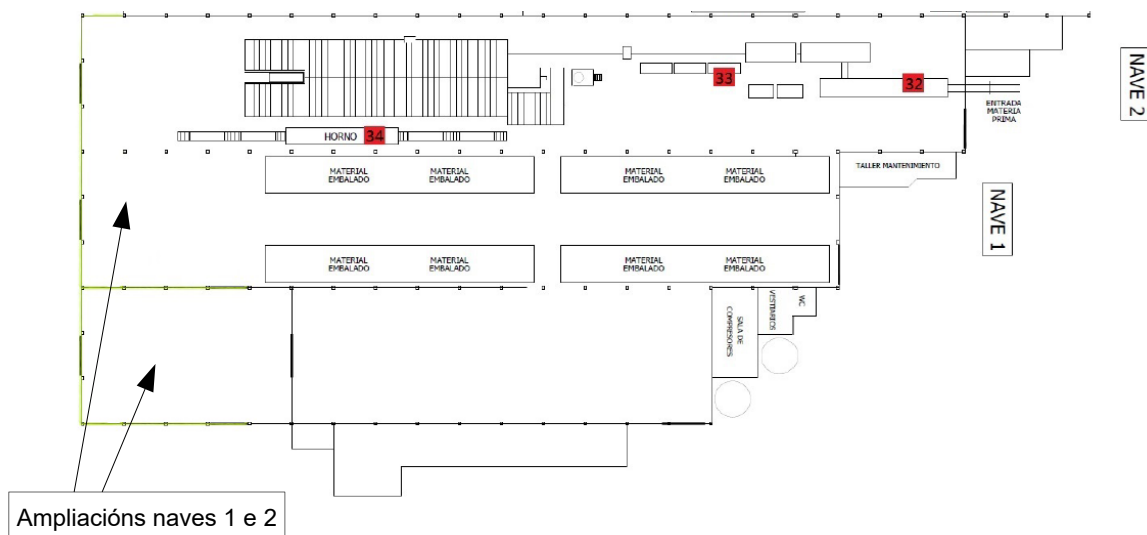 33
32
NAVE 2
ENTRADA
MATERIA
PRIMA
HORNO 34
MATERIAL
EMBALADO
MATERIAL
EMBALADO
MATERIAL
EMBALADO
MATERIAL
EMBALADO
TALLER MANTENIMIENTO
NAVE 1
MATERIAL
EMBALADO
MATERIAL
EMBALADO
MATERIAL
EMBALADO
MATERIAL
EMBALADO
SALA DE
COMPRESORES
VESTIARIOS
WC
Ampliacións naves 1 e 2